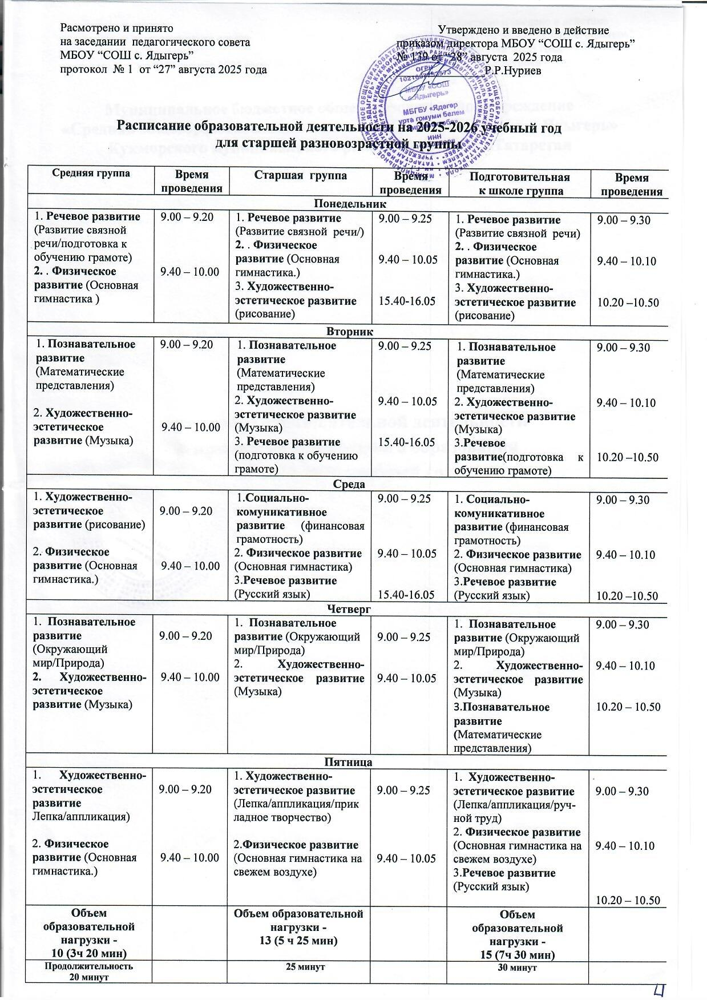 Расмотрено и принято
на заседании педагогического совета
МБОУ “СОШ с. Ядыгерь”
протокол № 1 от “27” августа 2025 года
Утверждено и введено в действие
приказом директора МБОУ “СОШ с. Ядыгерь”
№ 139 от “28” августа 2025 года
Р.Р.Нуриев
ОГРН
МБОУ «СОШ
с.Ядыгерь»
МБГБУ «Ядегәр
урта гомуми белем
ИНН
Расписание образовательной деятельности на 2025-2026 учебный год
для старшей разновозрастной группы
Средняя группа
Время
проведения
Старшая группа
Время
проведения
Подготовительная
к школе группа
Время
проведения
Понедельник
1. Речевое развитие
(Развитие связной
речи/подготовка к
обучению грамоте)
2. . Физическое
развитие (Основная
гимнастика )
9.00 – 9.20
9.40 – 10.00
1. Речевое развитие
(Развитие связной речи/)
2. . Физическое
развитие (Основная
гимнастика.)
3. Художественно-
эстетическое развитие
(рисование)
9.00 – 9.25
9.40 – 10.05
15.40-16.05
1. Речевое развитие
(Развитие связной речи)
2. . Физическое
развитие (Основная
гимнастика.)
3. Художественно-
эстетическое развитие
(рисование)
9.00 – 9.30
9.40 – 10.10
10.20 –10.50
Вторник
1. Познавательное
развитие
(Математические
представления)
2. Художественно-
эстетическое
развитие (Музыка)
9.00 – 9.20
9.40 – 10.00
1. Познавательное
развитие
(Математические
представления)
2. Художественно-
эстетическое развитие
(Музыка)
3. Речевое развитие
(подготовка к обучению
грамоте)
9.00 – 9.25
9.40 – 10.05
15.40-16.05
1. Познавательное
развитие
(Математические
представления)
2. Художественно-
эстетическое развитие
(Музыка)
3.Речевое
развитие(подготовка к
обучению грамоте)
9.00 – 9.30
9.40 – 10.10
10.20 –10.50
Среда
1. Художественно-
эстетическое
развитие (рисование)
2. Физическое
развитие (Основная
гимнастика.)
9.00 – 9.20
9.40 – 10.00
1.Социально-
комуникативное
развитие (финансовая
грамотность)
2. Физическое развитие
(Основная гимнастика)
3.Речевое развитие
(Русский язык)
9.00 – 9.25
9.40 – 10.05
15.40-16.05
1. Социально-
комуникативное
развитие (финансовая
грамотность)
2. Физическое развитие
(Основная гимнастика)
3.Речевое развитие
(Русский язык)
9.00 – 9.30
9.40 – 10.10
10.20 –10.50
Четверг
1. Познавательное
развитие
(Окружающий
мир/Природа)
2. Художественно-
эстетическое
развитие (Музыка)
9.00 – 9.20
9.40 – 10.00
1. Познавательное
развитие (Окружающий
мир/Природа)
2. Художественно-
эстетическое развитие
(Музыка)
9.00 – 9.25
9.40 – 10.05
1. Познавательное
развитие (Окружающий
мир/Природа)
2. Художественно-
эстетическое развитие
(Музыка)
3.Познавательное
развитие
(Математические
представления)
9.00 – 9.30
9.40 – 10.10
10.20 – 10.50
Пятница
1. Художественно-
эстетическое
развитие
Лепка/аппликация)
2. Физическое
развитие (Основная
гимнастика.)
9.00 – 9.20
9.40 – 10.00
1. Художественно-
эстетическое развитие
(Лепка/аппликация/прик
ладное творчество)
2.Физическое развитие
(Основная гимнастика на
свежем воздухе)
9.00 – 9.25
9.40 – 10.05
1. Художественно-
эстетическое развитие
(Лепка/аппликация/руч-
ной труд)
2. Физическое развитие
(Основная гимнастика на
свежем воздухе)
3.Речевое развитие
(Русский язык)
9.00 – 9.30
9.40 – 10.10
10.20 – 10.50
Объем
образовательной
нагрузки -
10 (3ч 20 мин)
Объем образовательной
нагрузки -
13 (5 ч 25 мин)
Объем
образовательной
нагрузки -
15 (7ч 30 мин)
Продолжительность
20 минут
25 минут
30 минут